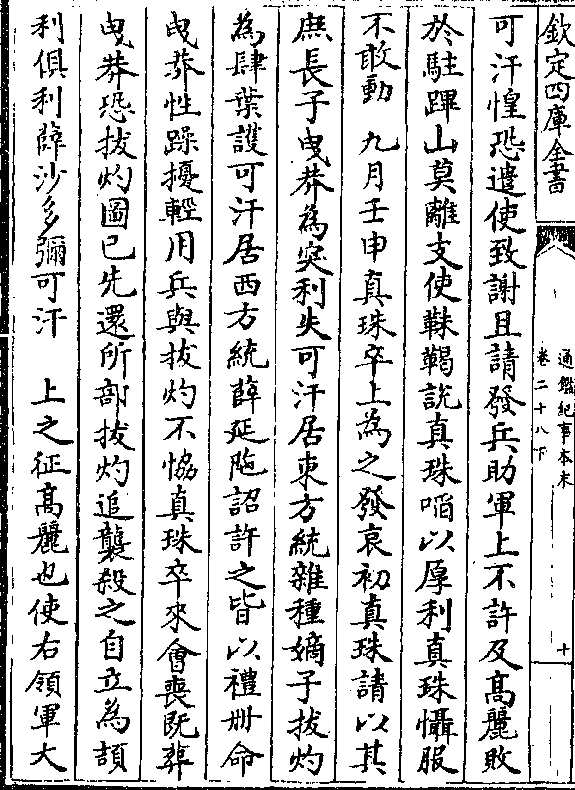 欽定四庫全書
通鑑紀事本末
卷二十八下
十
可汗惶恐遣使致謝且請發兵助軍上不許及髙麗敗
於駐蹕山莫離支使靺鞨説真珠啗以厚利真珠懾服
不敢動 九月壬申真珠卒上為之發哀初真珠請以其
庶長子曳莽為突利失可汗居東方統雜種嫡子拔灼
為肆葉護可汗居西方統薛延陁詔許之皆以禮册命
曳莽性躁擾輕用兵與拔灼不恊真珠卒來會喪既葬
曳莽恐拔灼圖已先還所部拔灼追襲殺之自立為頡
利俱利薛沙多彌可汗 上之征髙麗也使右領軍大